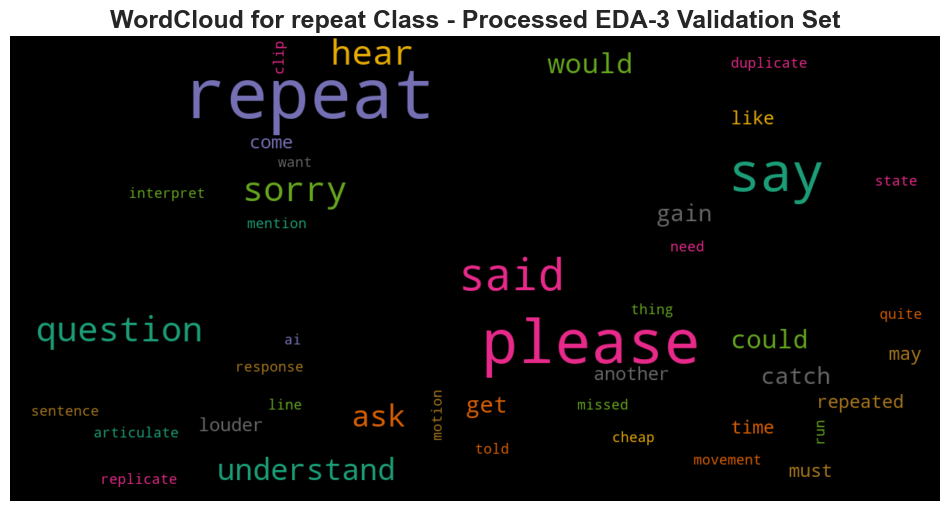 WordCloud for repeat Class - Processed EDA-3 Validation Set
clip
hear
would
duplicate
repeat
like
come
want
say
state
interpret
sorry
gain
mention
need
said
thing
quite
question
ai
please
could
may
response
another
catch
sentence
line
motion
get
missed
repeated
articulate
louder
ask
told
cheap
time
run
replicate
understand
movement
must